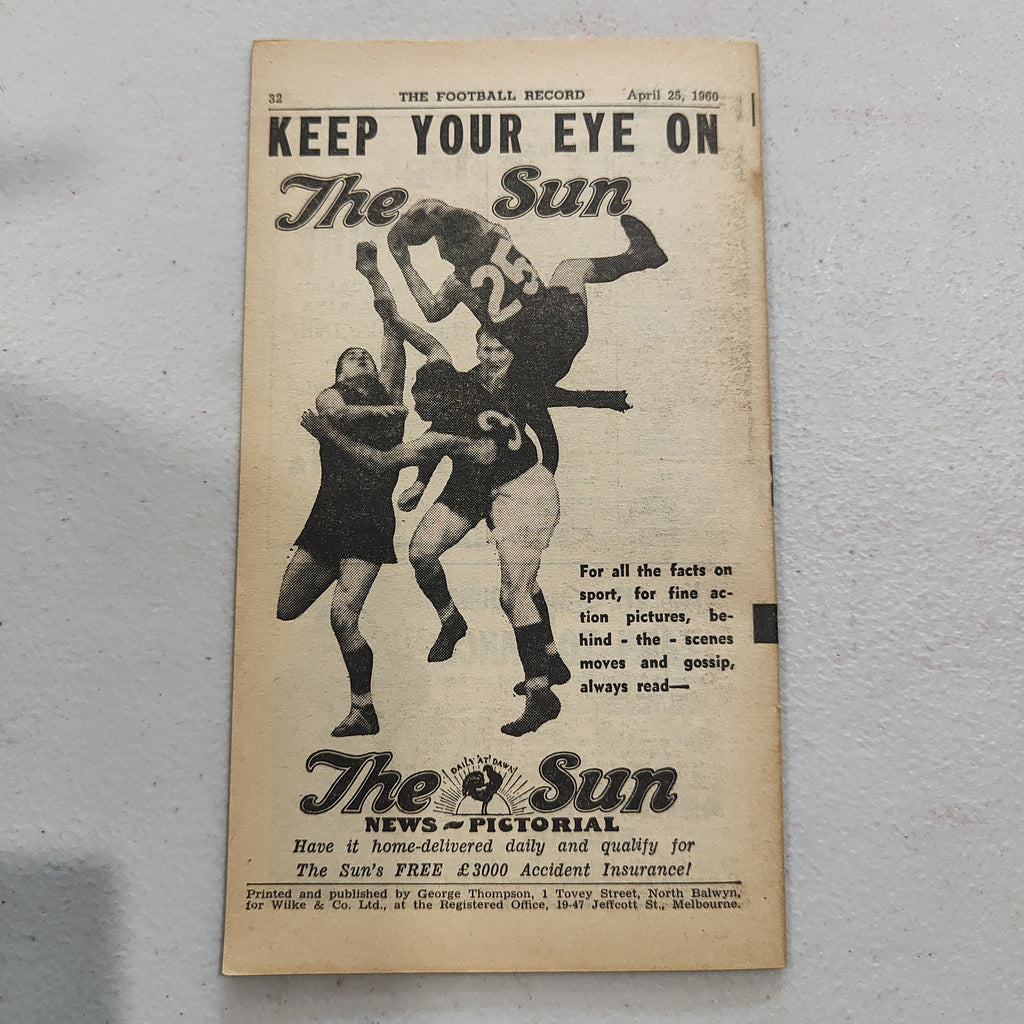 32 THE FOOTBALL RECORD April 25, 1960
KEEP YOUR EYE ON
The Sun
25
3
For all the facts on
sport, for fine ac-
tion pictures, be-
hind - the - scenes
moves and gossip,
always read—
DAILY AT DAWN
The Sun
NEWS-PICTORIAL
Have it home-delivered daily and qualify for
The Sun's FREE £3000 Accident Insurance!
Printed and published by George Thompson, 1 Tovey Street, North Balwyn,
for Wilke & Co. Ltd., at the Registered Office, 19-47 Jeffcott St., Melbourne.